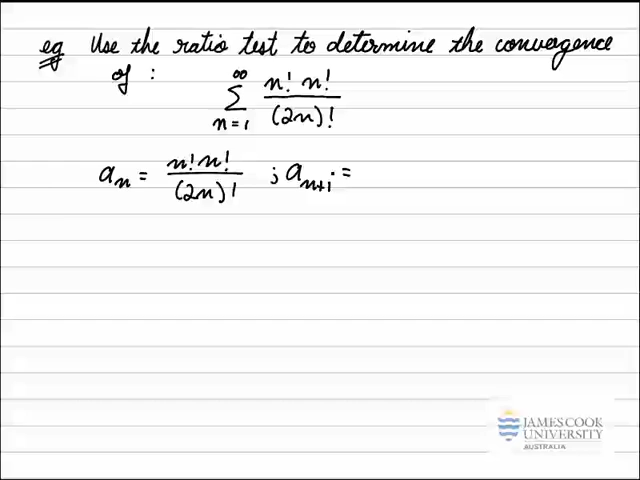 eg Use the ratio test to determine the convergence
of : ∑_{n=1}^{∞} n! n! / (2n)!
a_n = n! n! / (2n)! ; a_{n+1} =
JAMES COOK
UNIVERSITY
AUSTRALIA